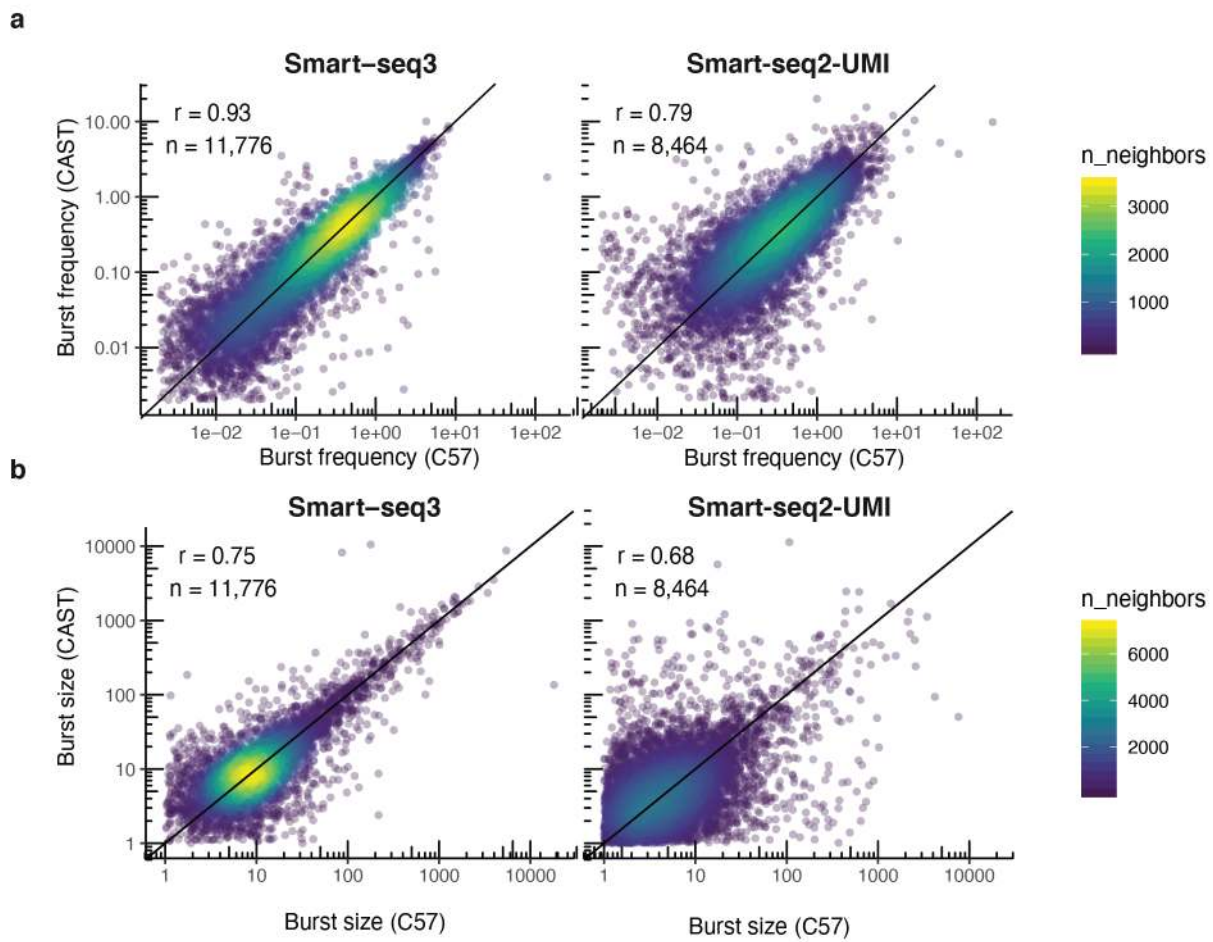 a
Smart–seq3
Smart-seq2-UMI
r = 0.93
n = 11,776
r = 0.79
n = 8,464
Burst frequency (CAST)
10.00
1.00
0.10
0.01
1e−02 1e−01 1e+00 1e+01 1e+02
1e−02 1e−01 1e+00 1e+01 1e+02
Burst frequency (C57)
Burst frequency (C57)
n_neighbors
3000
2000
1000
b
Smart–seq3
Smart-seq2-UMI
r = 0.75
n = 11,776
r = 0.68
n = 8,464
Burst size (CAST)
10000
1000
100
10
1
1 10 100 1000 10000
1 10 100 1000 10000
Burst size (C57)
Burst size (C57)
n_neighbors
6000
4000
2000